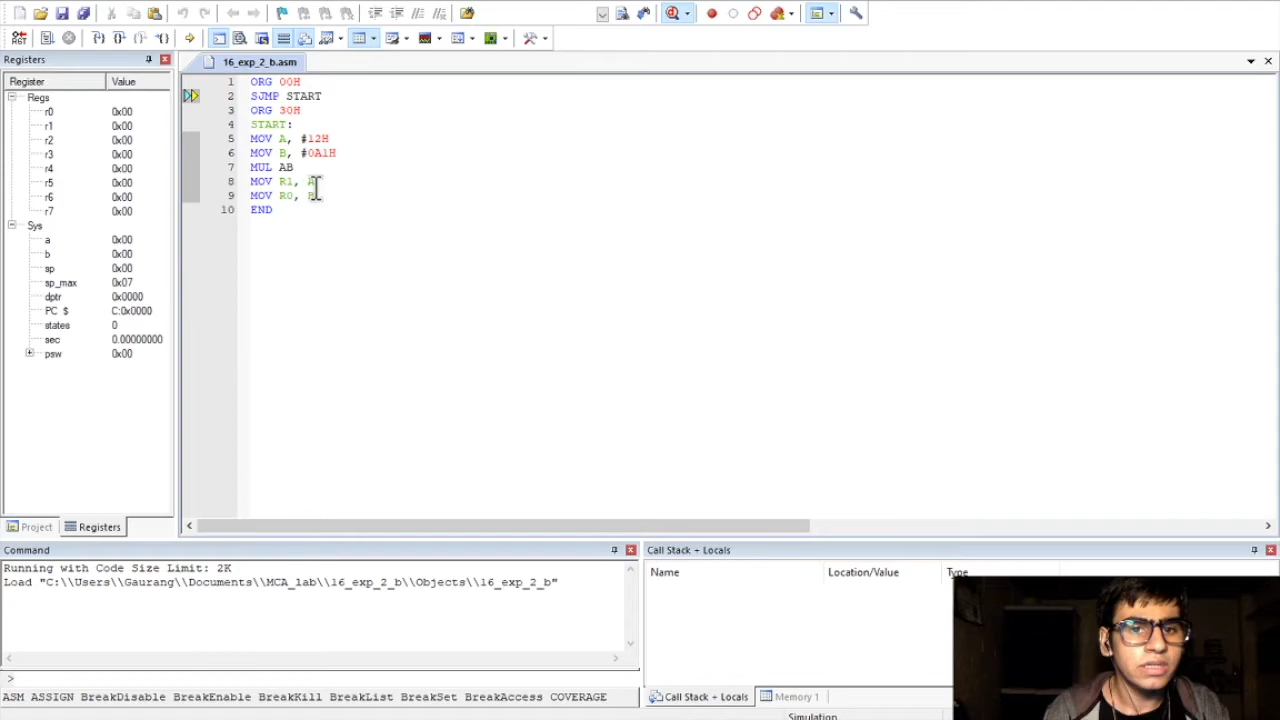 Registers
16_exp_2_b.asm
Register Value
Regs
r0 0x00
r1 0x00
r2 0x00
r3 0x00
r4 0x00
r5 0x00
r6 0x00
r7 0x00
Sys
a 0x00
b 0x00
sp 0x00
sp_max 0x07
dptr 0x0000
PC $ C:0x0000
states 0
sec 0.00000000
psw 0x00
1 ORG 00H
2 SJMP START
3 ORG 30H
4 START:
5 MOV A, #12H
6 MOV B, #0A1H
7 MUL AB
8 MOV R1, A
9 MOV R0, B
10 END
Project Registers
Command
Running with Code Size Limit: 2K
Load "C:\\Users\\Gaurang\\Documents\\MCA_lab\\16_exp_2_b\\Objects\\16_exp_2_b"
>
ASM ASSIGN BreakDisable BreakEnable BreakKill BreakList BreakSet BreakAccess COVERAGE
Call Stack + Locals
Name Location/Value Type
Call Stack + Locals Memory 1
Simulation